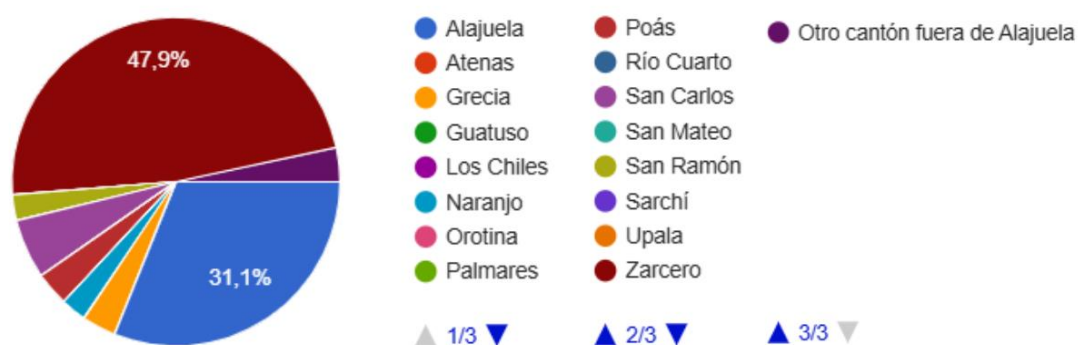 47,9%
31,1%
Alajuela
Atenas
Grecia
Guatuso
Los Chiles
Naranjo
Orotina
Palmares
1/3
Poás
Río Cuarto
San Carlos
San Mateo
San Ramón
Sarchí
Upala
Zarcero
2/3
Otro cantón fuera de Alajuela
3/3